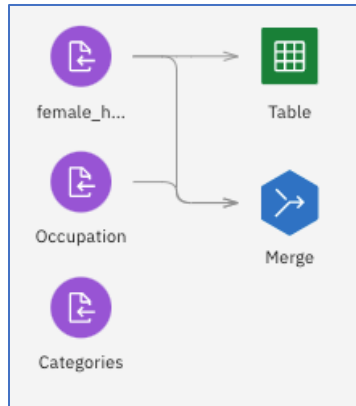 female_h...
Table
Occupation
Merge
Categories